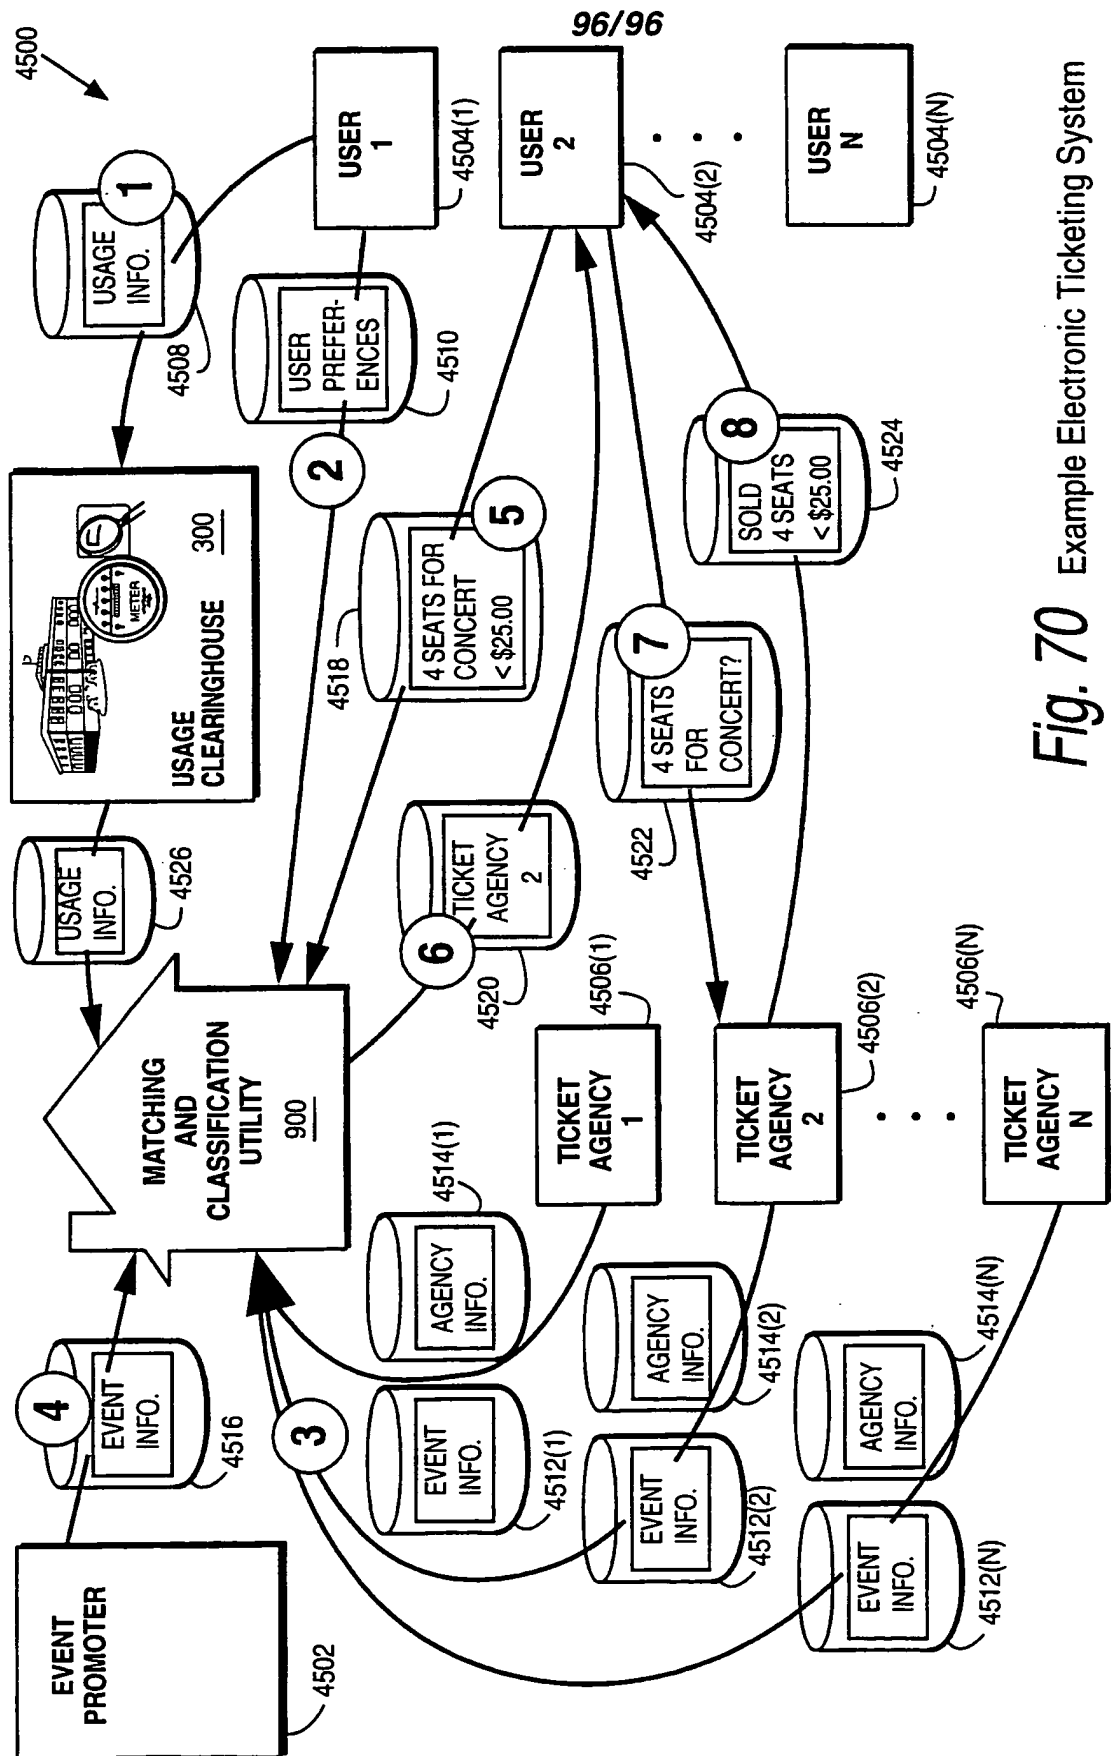 96/96
4500
EVENT
PROMOTER
4502
4
EVENT
INFO.
4516
MATCHING
AND
CLASSIFICATION
UTILITY
900
USAGE
INFO.
4526
METER
300
USAGE
CLEARINGHOUSE
1
USAGE
INFO.
4508
USER
1
4504(1)
2
USER
PREFER-
ENCES
4510
3
EVENT
INFO.
4512(1)
AGENCY
INFO.
4514(1)
TICKET
AGENCY
1
4506(1)
6
TICKET
AGENCY
2
4520
5
4 SEATS FOR
CONCERT
< $25.00
4518
USER
2
4504(2)
EVENT
INFO.
4512(2)
AGENCY
INFO.
4514(2)
TICKET
AGENCY
2
4506(2)
7
4 SEATS
FOR
CONCERT?
4522
8
SOLD
4 SEATS
< $25.00
4524
USER
N
4504(N)
EVENT
INFO.
4512(N)
AGENCY
INFO.
4514(N)
TICKET
AGENCY
N
4506(N)
Fig. 70 Example Electronic Ticketing System